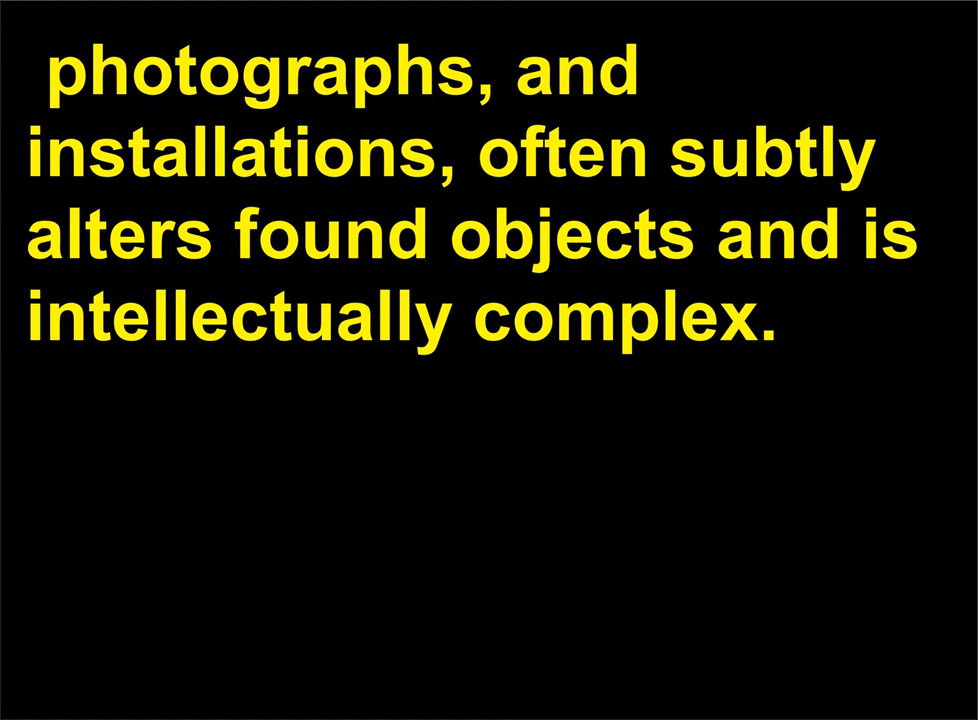 photographs, and
installations, often subtly
alters found objects and is
intellectually complex.